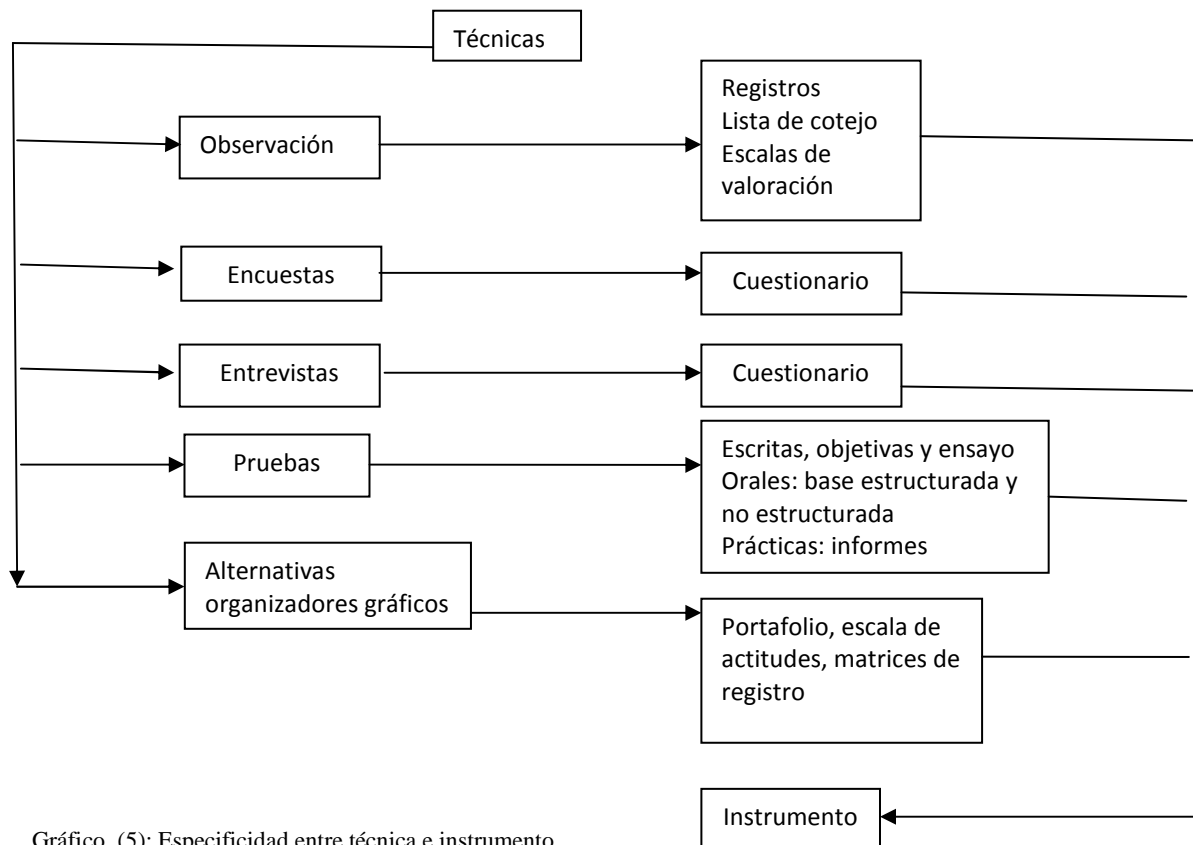 Técnicas
Registros
Lista de cotejo
Escalas de
valoración
Observación
Encuestas
Cuestionario
Entrevistas
Cuestionario
Pruebas
Escritas, objetivas y ensayo
Orales: base estructurada y
no estructurada
Prácticas: informes
Alternativas
organizadores gráficos
Portafolio, escala de
actitudes, matrices de
registro
Instrumento
Gráfico (5): Especificidad entre técnica e instrumento